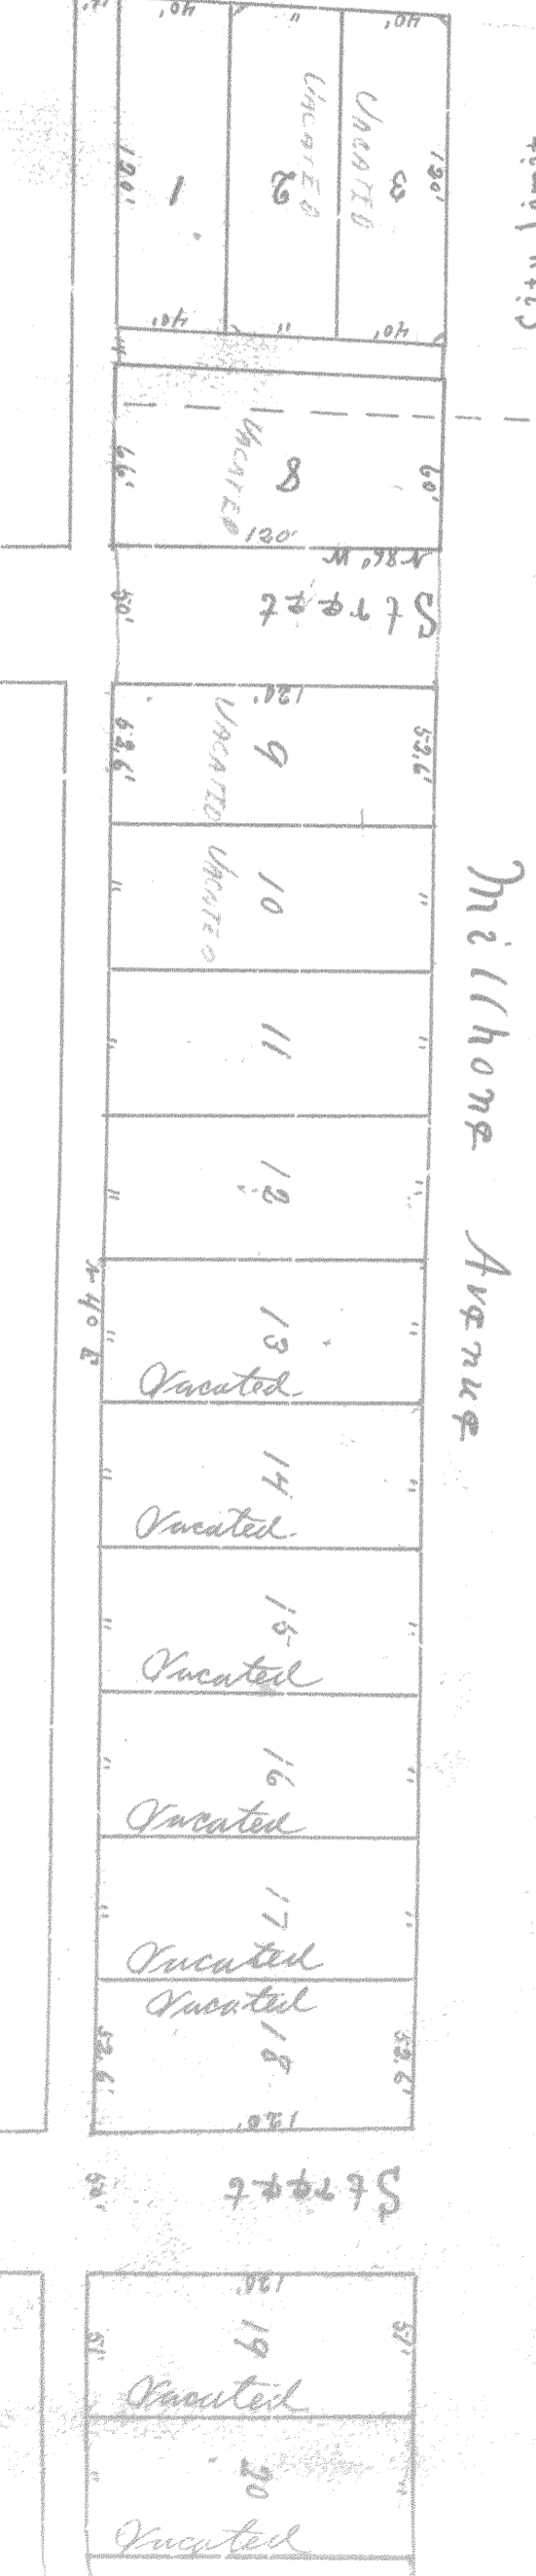 40' " 40'
120' 1 2 3 120'
VACATED
VACATED
40' " 40'
66' 8 60'
VACATED
120'
N 86° W
50' Street
120'
52.6' 9 52.6'
VACATED
" 10 "
VACATED
" 11 "
" 12 "
N 40 E
" 13 "
Vacated
" 14 "
Vacated
" 15 "
Vacated
" 16 "
Vacated
" 17 "
Vacated
Vacated
52.6' 18 52.6'
120'
50' Street
120'
51' 19 51'
Vacated
" 20 "
Vacated
Millhone Avenue